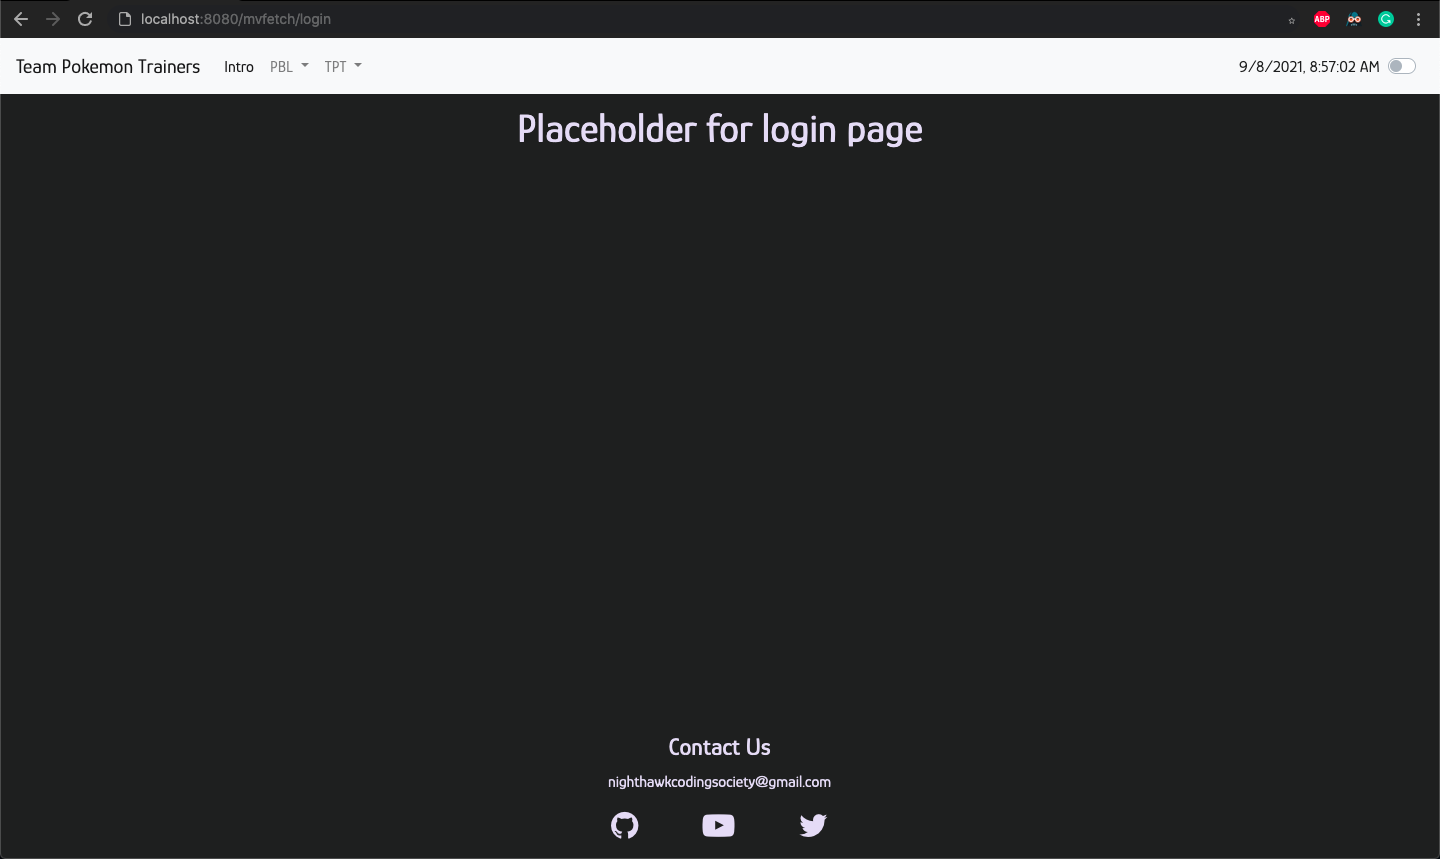 localhost:8080/mvfetch/login
ABP
Team Pokemon Trainers Intro PBL TPT 9/8/2021, 8:57:02 AM
Placeholder for login page
Contact Us
nighthawkcodingsociety@gmail.com